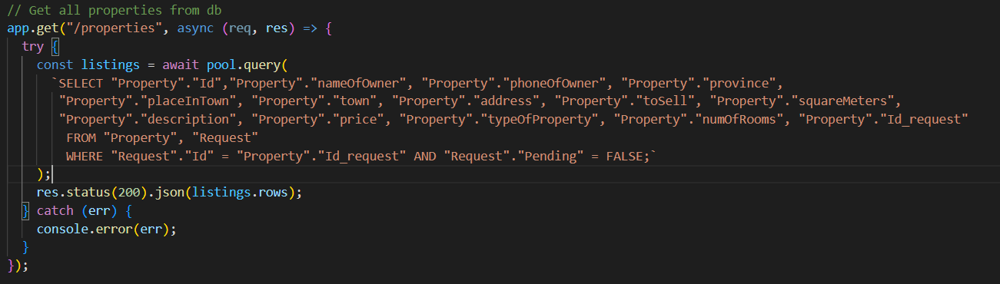 // Get all properties from db
app.get("/properties", async (req, res) => {
  try {
    const listings = await pool.query(
      `SELECT "Property"."Id","Property"."nameOfOwner", "Property"."phoneOfOwner", "Property"."province",
       "Property"."placeInTown", "Property"."town", "Property"."address", "Property"."toSell", "Property"."squareMeters",
       "Property"."description", "Property"."price", "Property"."typeOfProperty", "Property"."numOfRooms", "Property"."Id_request"
        FROM "Property", "Request"
        WHERE "Request"."Id" = "Property"."Id_request" AND "Request"."Pending" = FALSE;`
    );
    res.status(200).json(listings.rows);
  } catch (err) {
    console.error(err);
  }
});